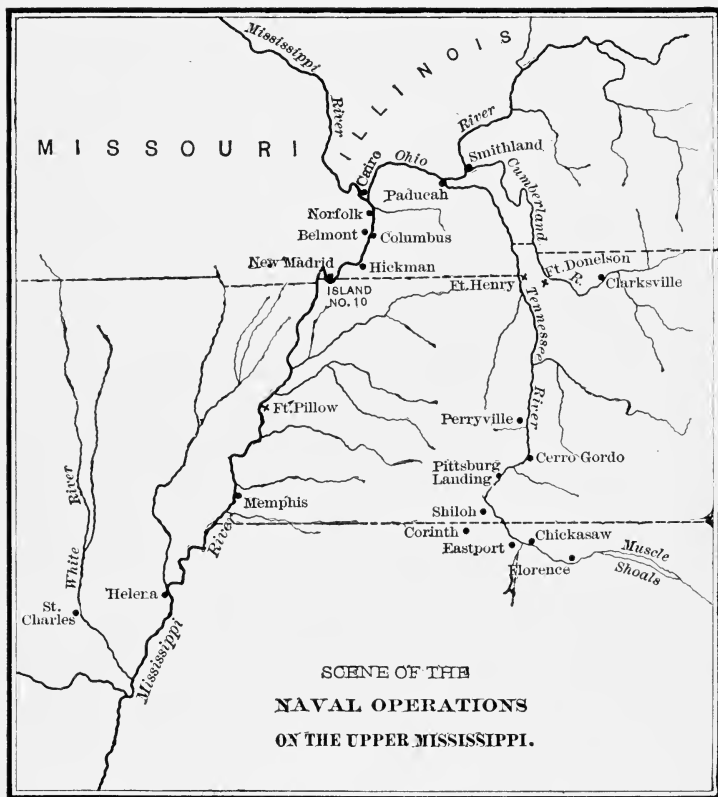 Mississippi
River
ILLINOIS
MISSOURI
Cairo
Ohio
River
Smithland
Paducah
Cumberland
R.
Norfolk
Belmont
Columbus
New Madrid
Hickman
ISLAND
NO. 10
Ft. Henry
Ft. Donelson
Clarksville
Tennessee
River
Ft. Pillow
Perryville
Cerro Gordo
Pittsburg
Landing
Memphis
Shiloh
Corinth
Chickasaw
Eastport
Florence
Muscle
Shoals
White River
St.
Charles
Helena
Mississippi River
SCENE OF THE
NAVAL OPERATIONS
ON THE UPPER MISSISSIPPI.